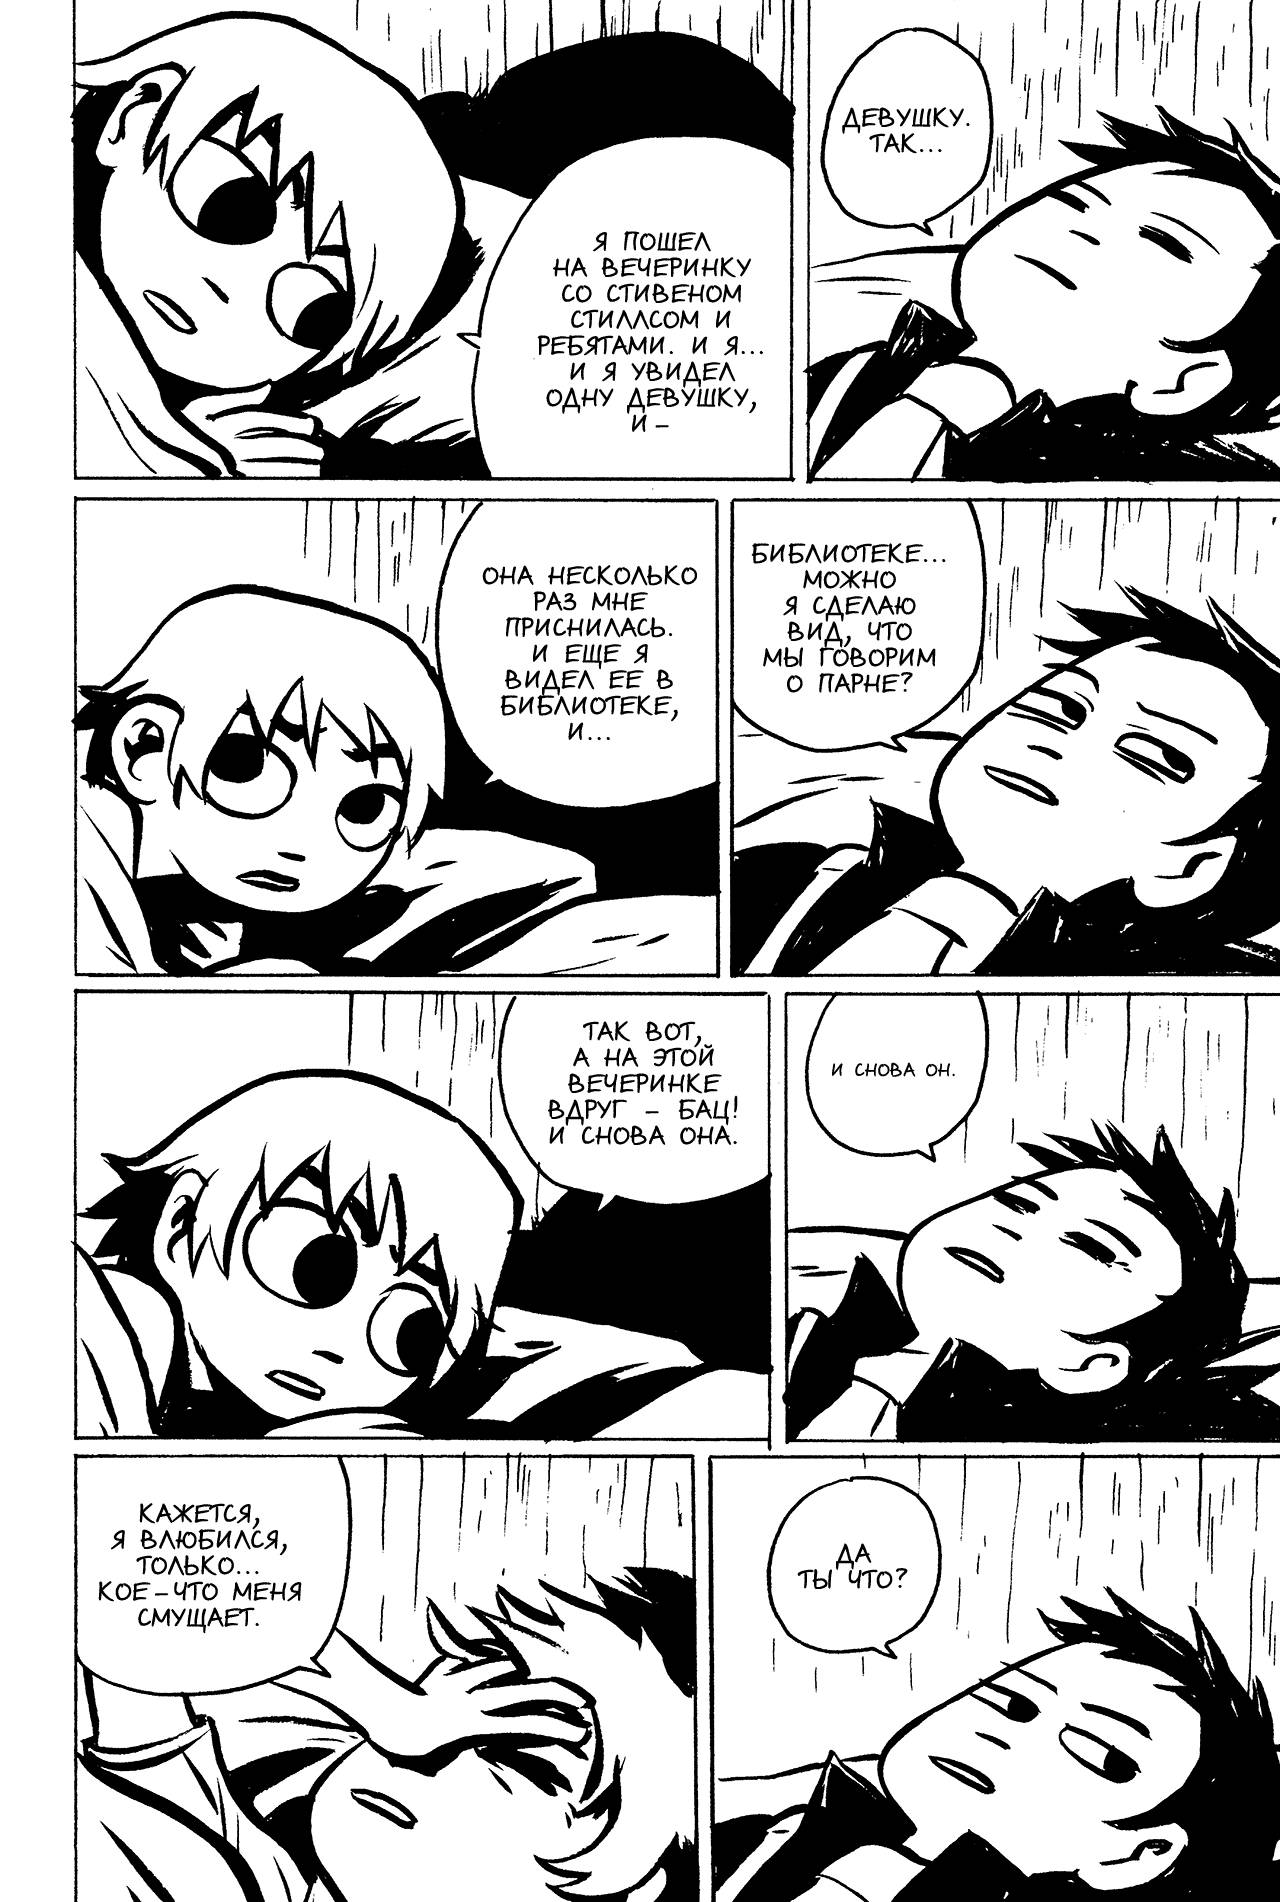 Я ПОШЕЛ
НА ВЕЧЕРИНКУ
СО СТИВЕНОМ
СТИЛЛСОМ И
РЕБЯТАМИ. И Я...
И Я УВИДЕЛ
ОДНУ ДЕВУШКУ,
И –
ДЕВУШКУ.
ТАК...
ОНА НЕСКОЛЬКО
РАЗ МНЕ
ПРИСНИЛАСЬ.
И ЕЩЕ Я
ВИДЕЛ ЕЕ В
БИБЛИОТЕКЕ,
И...
БИБЛИОТЕКЕ...
МОЖНО
Я СДЕЛАЮ
ВИД, ЧТО
МЫ ГОВОРИМ
О ПАРНЕ?
ТАК ВОТ,
А НА ЭТОЙ
ВЕЧЕРИНКЕ
ВДРУГ – БАЦ!
И СНОВА ОНА.
И СНОВА ОН.
КАЖЕТСЯ,
Я ВЛЮБИЛСЯ,
ТОЛЬКО...
КОЕ-ЧТО МЕНЯ
СМУЩАЕТ.
ДА
ТЫ ЧТО?